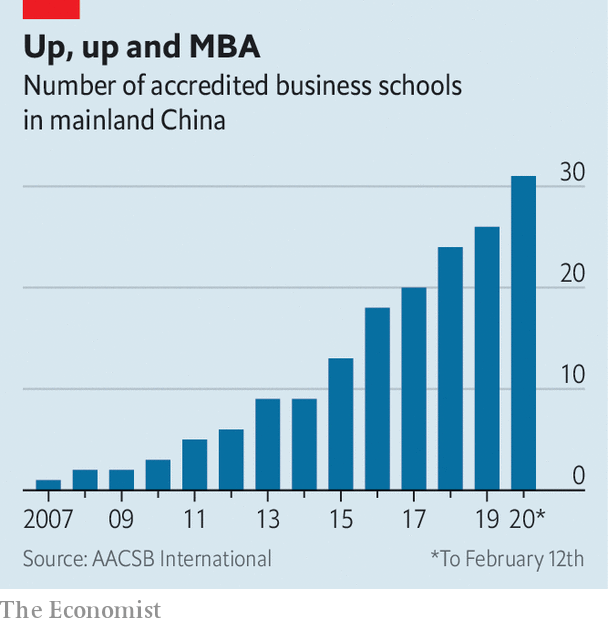 Up, up and MBA
Number of accredited business schools
in mainland China
30
20
10
0
2007 09 11 13 15 17 19 20*
Source: AACSB International *To February 12th
The Economist